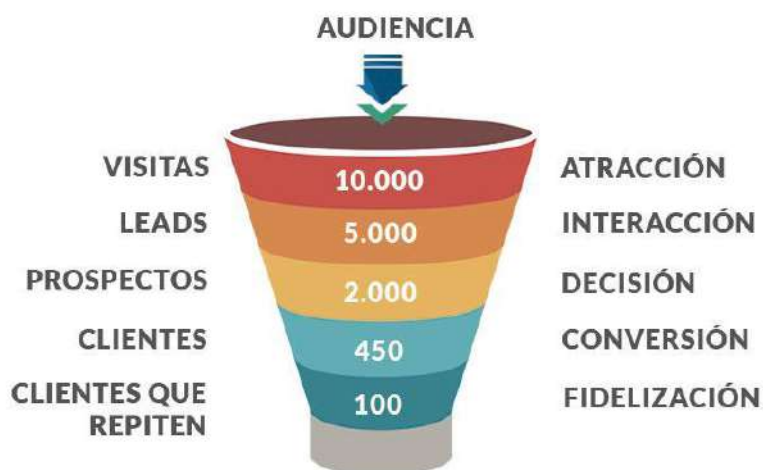 AUDIENCIA
VISITAS 10.000 ATRACCIÓN
LEADS 5.000 INTERACCIÓN
PROSPECTOS 2.000 DECISIÓN
CLIENTES 450 CONVERSIÓN
CLIENTES QUE
REPITEN 100 FIDELIZACIÓN